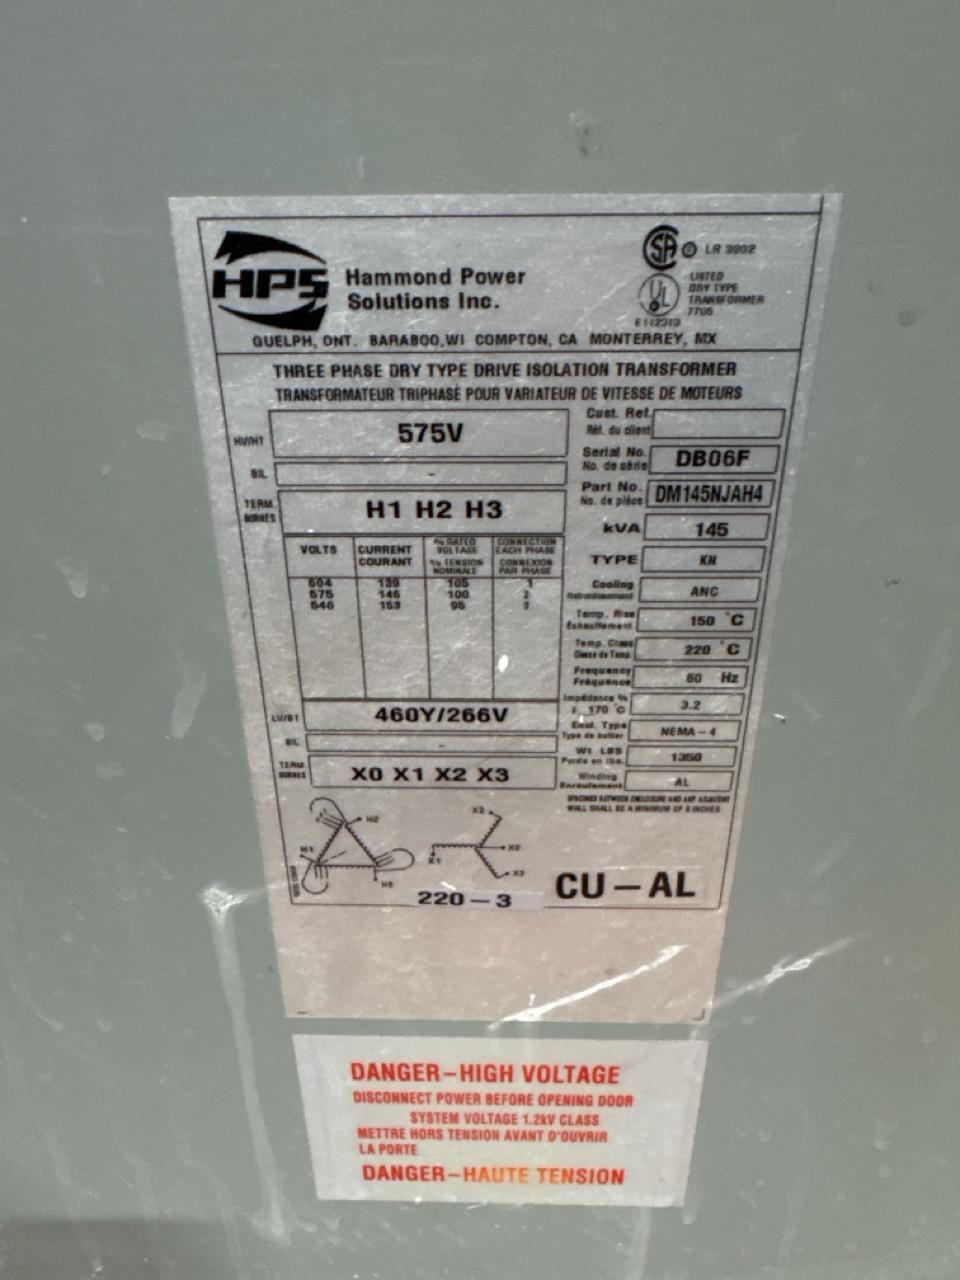 HPS
Hammond Power
Solutions Inc.
LR 3902
LISTED
DRY TYPE
TRANSFORMER
7706
E112313
GUELPH, ONT. BARABOO,WI COMPTON, CA MONTERREY, MX
THREE PHASE DRY TYPE DRIVE ISOLATION TRANSFORMER
TRANSFORMATEUR TRIPHASÉ POUR VARIATEUR DE VITESSE DE MOTEURS
HV/HT 575V
BIL -
TERM. BORNES H1 H2 H3
VOLTS CURRENT COURANT % RATED VOLTAGE % TENSION NOMINALE CONNECTION EACH PHASE CONNEXION PAR PHASE
604 139 105 1
575 146 100 2
546 153 95 3
LV/BT 460Y/266V
BIL -
TERM. BORNES X0 X1 X2 X3
Cust. Ref.
Réf. du client
Serial No. No. de série DB06F
Part No. No. de pièce DM145NJAH4
kVA 145
TYPE KN
Cooling Refroidissement ANC
Temp. Rise Échauffement 150 °C
Temp. Class Classe de Temp. 220 °C
Frequency Fréquence 60 Hz
Impédance % 170 °C 3.2
Encl. Type Type de boîtier NEMA-4
Wt LBS Poids en lbs. 1350
Winding Enroulement AL
SPACING BETWEEN ENCLOSURE AND ANY ADJACENT
WALL SHALL BE A MINIMUM OF 6 INCHES
H1 H2 H3
X1 X2 X0 X3
220-3
CU-AL
DANGER-HIGH VOLTAGE
DISCONNECT POWER BEFORE OPENING DOOR
SYSTEM VOLTAGE 1.2kV CLASS
METTRE HORS TENSION AVANT D'OUVRIR
LA PORTE
DANGER-HAUTE TENSION